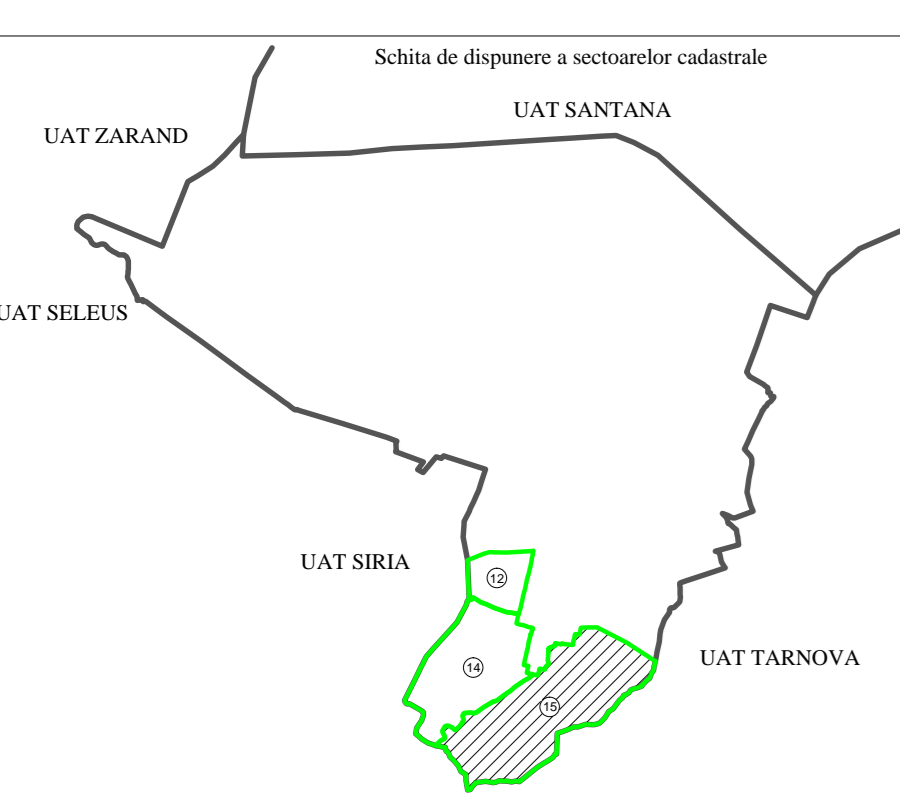 Schita de dispunere a sectoarelor cadastrale
UAT SANTANA
UAT ZARAND
UAT SELEUS
UAT SIRIA
12
UAT TARNOVA
14
15